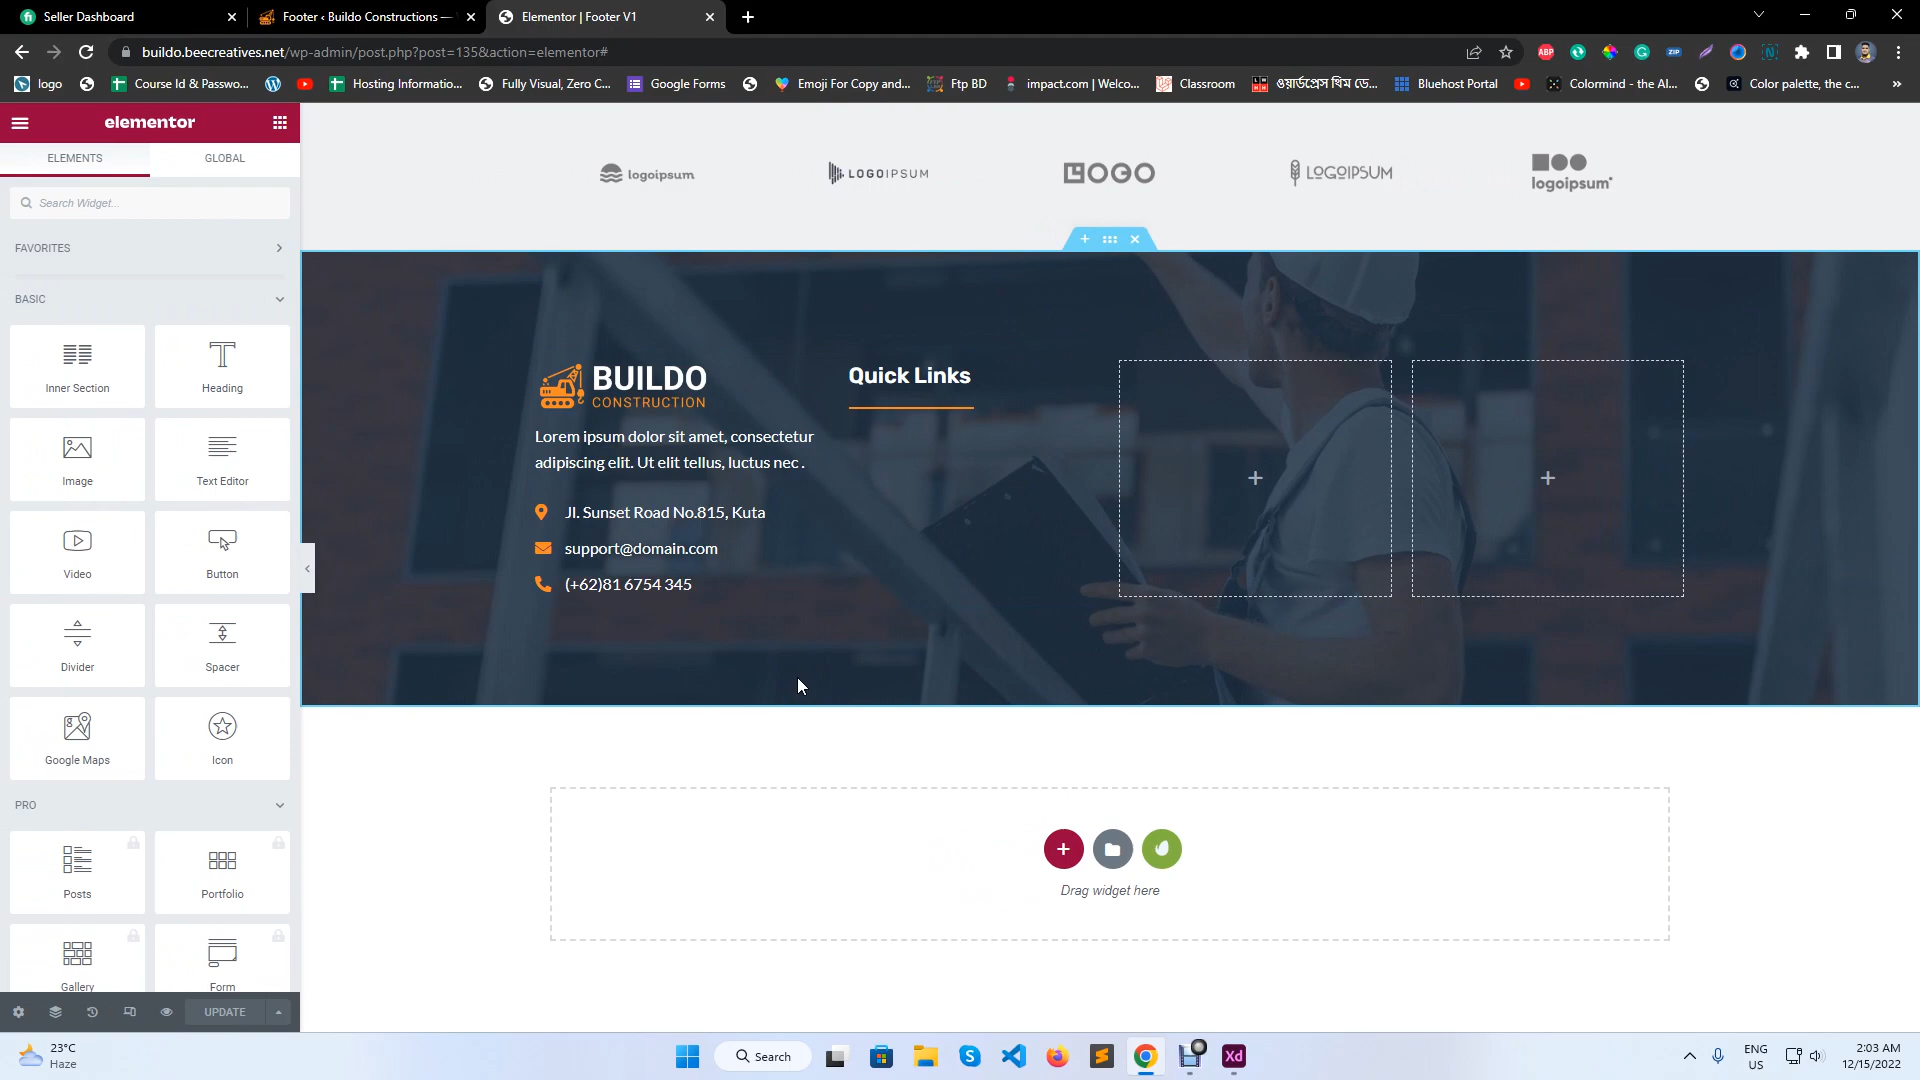 Seller Dashboard
Footer ‹ Buildo Constructions —
Elementor | Footer V1
buildo.beecreatives.net/wp-admin/post.php?post=135&action=elementor#
logo
Course Id & Passwo...
Hosting Informatio...
Fully Visual, Zero C...
Google Forms
Emoji For Copy and...
Ftp BD
impact.com | Welco...
Classroom
ওয়ার্ডপ্রেস থিম ডে...
Bluehost Portal
Colormind - the AI...
Color palette, the c...
elementor
ELEMENTS
GLOBAL
Search Widget...
FAVORITES
BASIC
Inner Section
Heading
Image
Text Editor
Video
Button
Divider
Spacer
Google Maps
Icon
PRO
Posts
Portfolio
Gallery
Form
UPDATE
logoipsum
LOGOIPSUM
LOGO
LOGOIPSUM
logoipsum
BUILDO
CONSTRUCTION
Lorem ipsum dolor sit amet, consectetur
adipiscing elit. Ut elit tellus, luctus nec .
Jl. Sunset Road No.815, Kuta
support@domain.com
(+62)81 6754 345
Quick Links
Drag widget here
23°C
Haze
Search
Xd
ENG
US
2:03 AM
12/15/2022